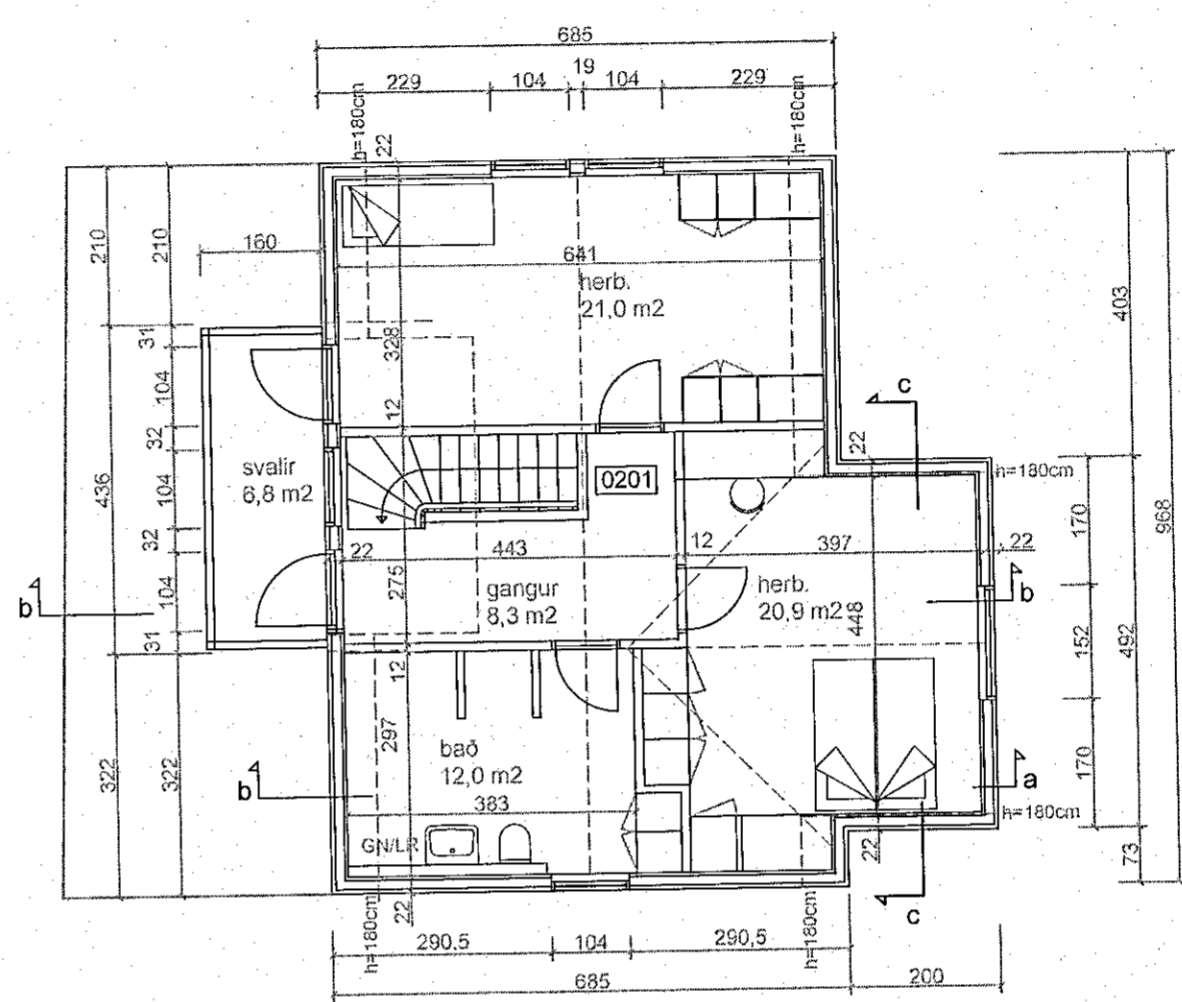 685
19
229 104 104 229
h=180cm
h=180cm
22
210
210
160
641
herb.
21,0 m2
403
31
328
104
12
c
32
22
svalir
6,8 m2
0201
h=180cm
436
104
170
968
32
22 443 12 397 22
275
gangur
8,3 m2
herb.
20,9 m2
448
b
104
b
152
492
31
12
297
bað
12,0 m2
322
322
170
b
a
383
h=180cm
GN/LR
22
73
22
h=180cm
h=180cm
c
290,5 104 290,5
685 200